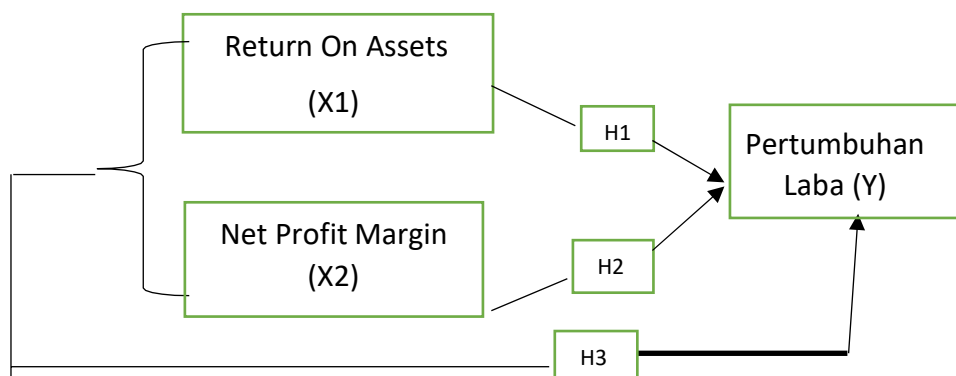 Return On Assets
(X1)
H1
Pertumbuhan
Laba (Y)
Net Profit Margin
(X2)
H2
H3